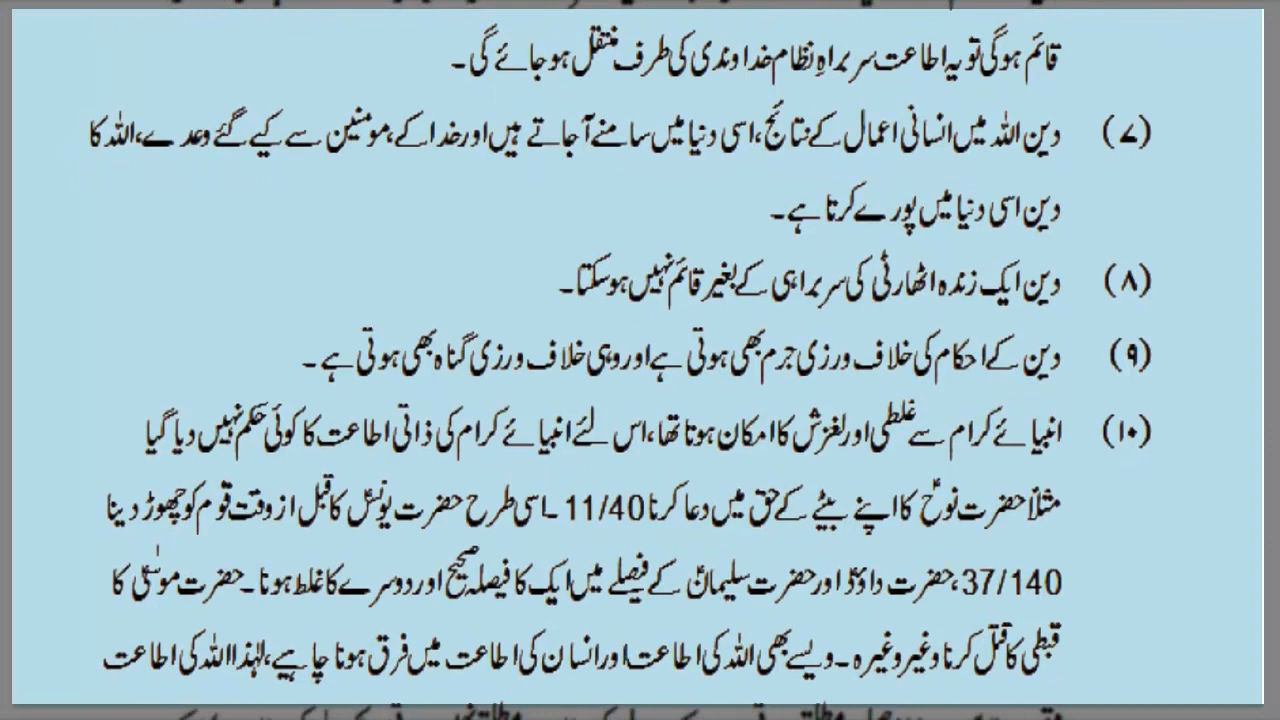 قائم ہوگی تو یہ اطاعت سربراہِ نظام خداوندی کی طرف منتقل ہو جائے گی۔
(۷) دین اللہ میں انسانی اعمال کے نتائج، اسی دنیا میں سامنے آ جاتے ہیں اور خدا کے، مومنین سے کیے گئے وعدے، اللہ کا
دین اسی دنیا میں پورے کرتا ہے۔
(۸) دین ایک زندہ اتھارٹی کی سربراہی کے بغیر قائم نہیں ہو سکتا۔
(۹) دین کے احکام کی خلاف ورزی جرم بھی ہوتی ہے اور وہی خلاف ورزی گناہ بھی ہوتی ہے۔
(۱۰) انبیائے کرام سے غلطی اور لغزش کا امکان ہوتا تھا، اس لئے انبیائے کرام کی ذاتی اطاعت کا کوئی حکم نہیں دیا گیا
مثلاً حضرت نوحؑ کا اپنے بیٹے کے حق میں دعا کرنا 11/40۔ اسی طرح حضرت یونسؑ کا قبل از وقت قوم کو چھوڑ دینا
37/140، حضرت داؤدؑ اور حضرت سلیمانؑ کے فیصلے میں ایک کا فیصلہ صحیح اور دوسرے کا غلط ہونا۔ حضرت موسیٰؑ کا
قبطی کا قتل کرنا وغیرہ وغیرہ۔ ویسے بھی اللہ کی اطاعت اور انسان کی اطاعت میں فرق ہونا چاہیے، لہٰذا اللہ کی اطاعت